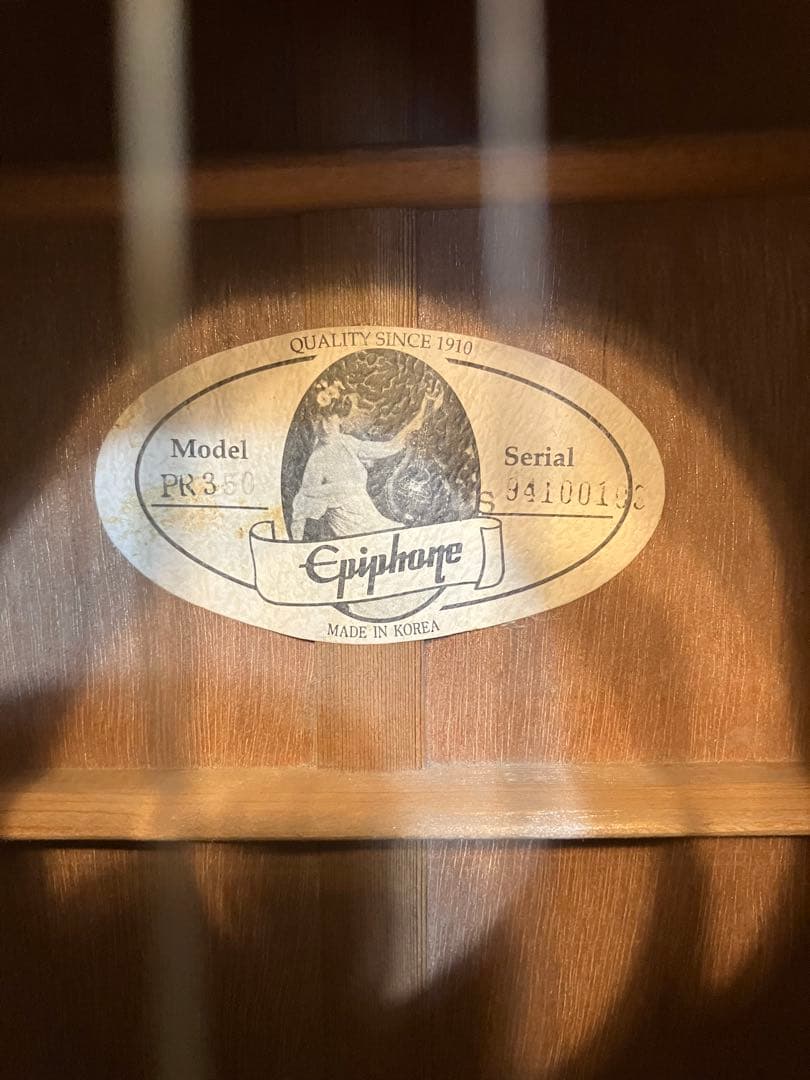 QUALITY SINCE 1910
Model
PR350
Serial
Epiphone
MADE IN KOREA